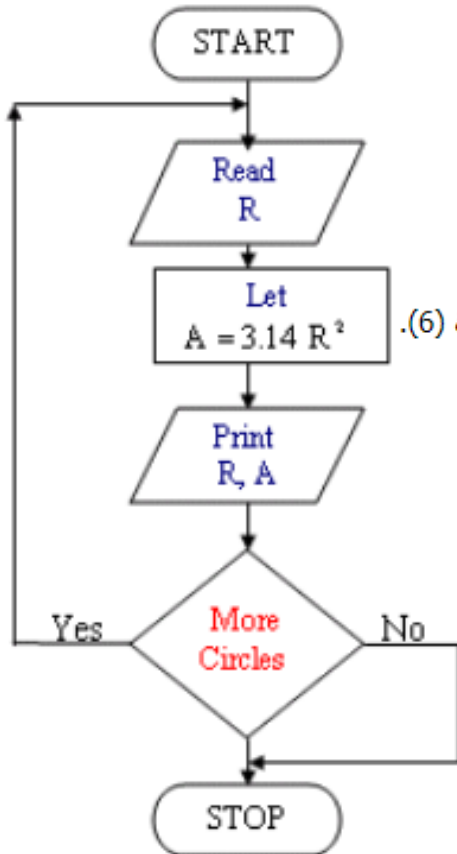 START
Read
R
Let
A = 3.14 R²
.(6)
Print
R, A
More
Circles
Yes
No
STOP